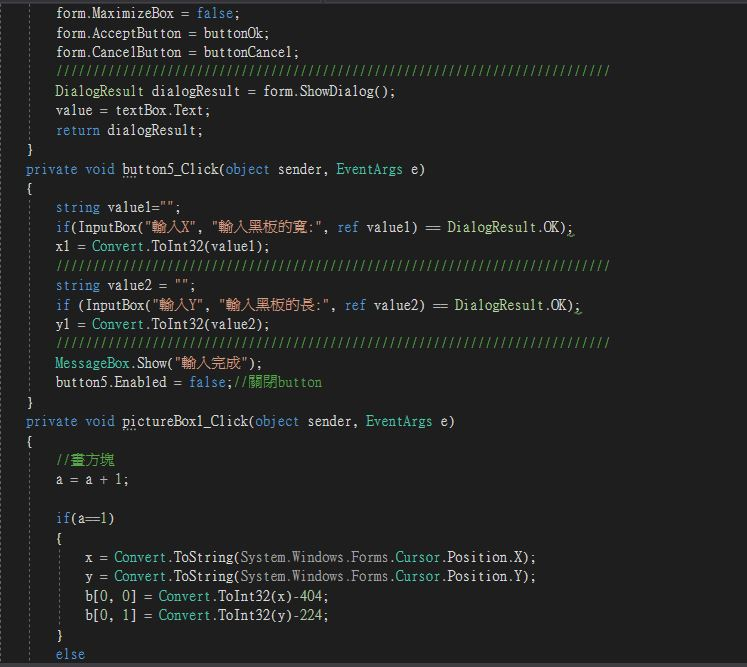 form.MaximizeBox = false;
form.AcceptButton = buttonOk;
form.CancelButton = buttonCancel;
///////////////////////////////////////////////////////////////////////////
DialogResult dialogResult = form.ShowDialog();
value = textBox.Text;
return dialogResult;
}
private void button5_Click(object sender, EventArgs e)
{
string value1="";
if(InputBox("輸入X", "輸入黑板的寬:", ref value1) == DialogResult.OK);
x1 = Convert.ToInt32(value1);
///////////////////////////////////////////////////////////////////////////
string value2 = "";
if (InputBox("輸入Y", "輸入黑板的長:", ref value2) == DialogResult.OK);
y1 = Convert.ToInt32(value2);
///////////////////////////////////////////////////////////////////////////
MessageBox.Show("輸入完成");
button5.Enabled = false;//關閉button
}
private void pictureBox1_Click(object sender, EventArgs e)
{
//畫方塊
a = a + 1;
if(a==1)
{
x = Convert.ToString(System.Windows.Forms.Cursor.Position.X);
y = Convert.ToString(System.Windows.Forms.Cursor.Position.Y);
b[0, 0] = Convert.ToInt32(x)-404;
b[0, 1] = Convert.ToInt32(y)-224;
}
else